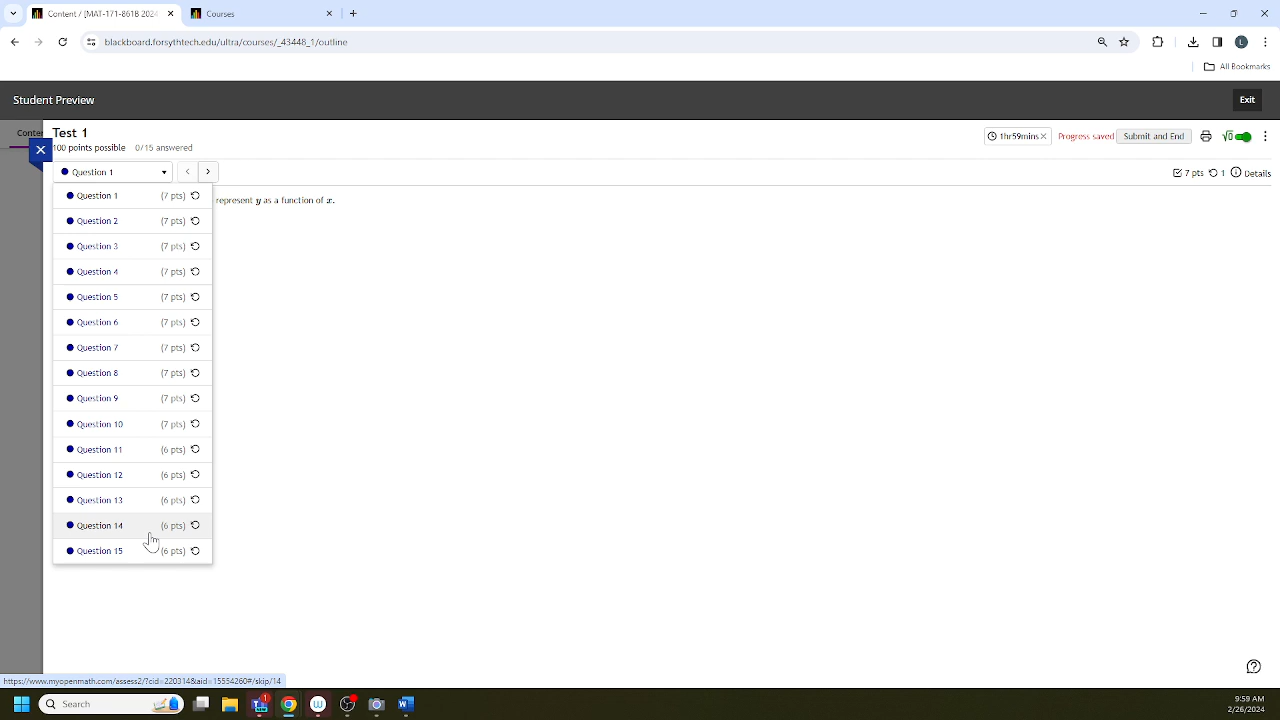 Content / [MAT-171-861B 2024
Courses
blackboard.forsythtech.edu/ultra/courses/_43448_1/outline
All Bookmarks
Student Preview
Exit
Conte
Test 1
100 points possible 0/15 answered
1hr59mins
Progress saved
Submit and End
Question 1
7 pts 1 Details
represent y as a function of x.
Question 1 (7 pts)
Question 2 (7 pts)
Question 3 (7 pts)
Question 4 (7 pts)
Question 5 (7 pts)
Question 6 (7 pts)
Question 7 (7 pts)
Question 8 (7 pts)
Question 9 (7 pts)
Question 10 (7 pts)
Question 11 (6 pts)
Question 12 (6 pts)
Question 13 (6 pts)
Question 14 (6 pts)
Question 15 (6 pts)
https://www.myopenmath.com/assess2/?cid=220314&aid=15554260#/skip/14
Search
9:59 AM
2/26/2024